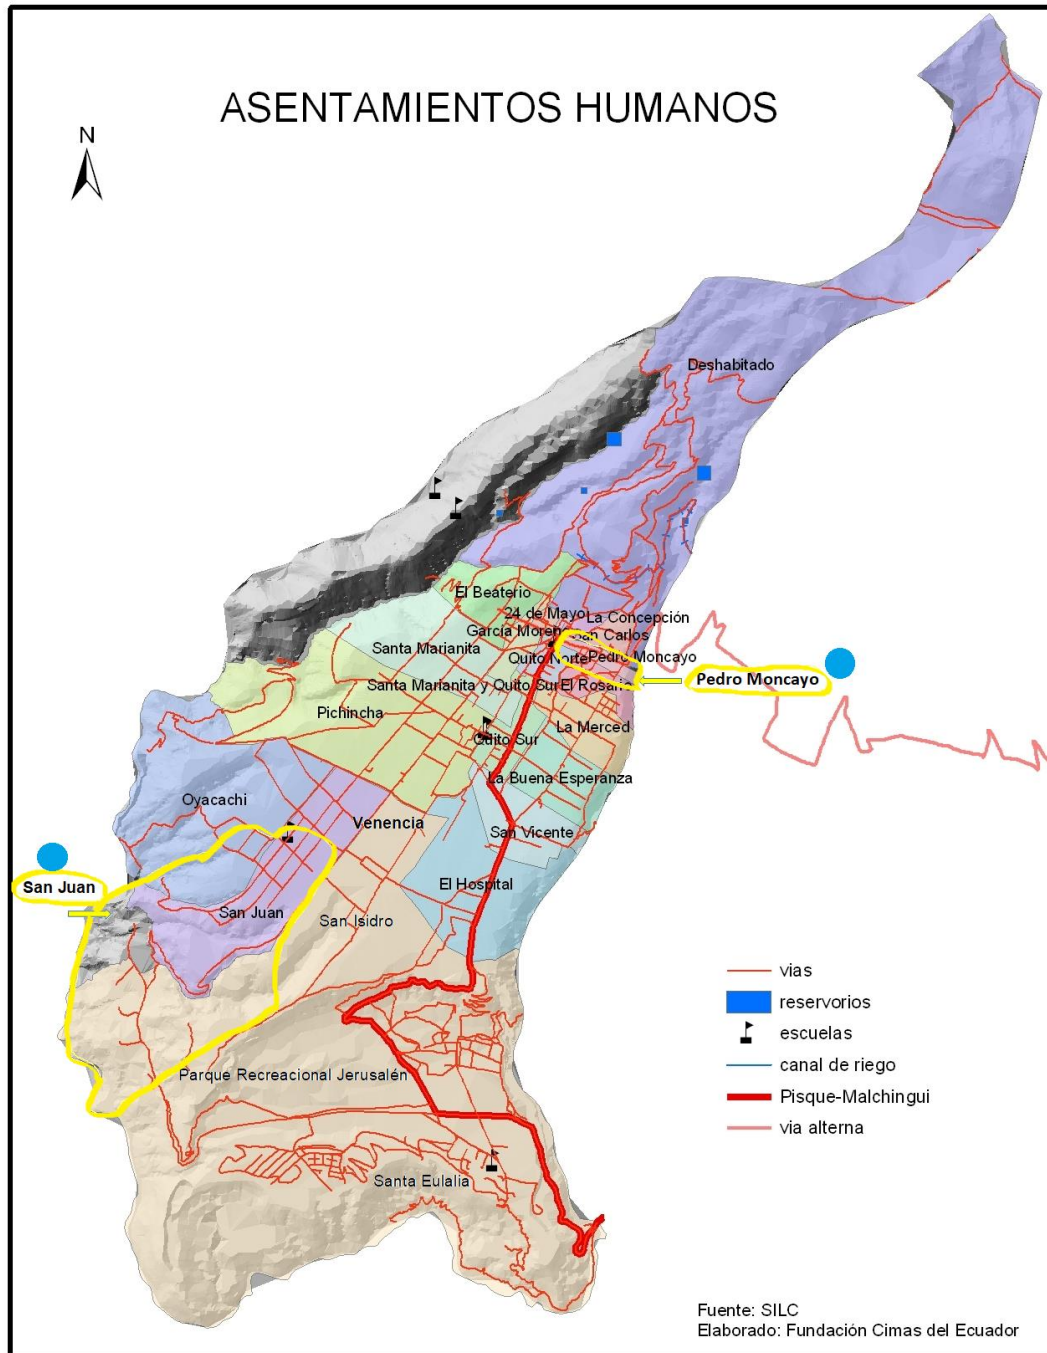 ASENTAMIENTOS HUMANOS
N
Deshabitado
El Beaterio
24 de Mayo
La Concepción
García Moreno
San Carlos
Santa Marianita
Quito Norte
Pedro Moncayo
Pedro Moncayo
Santa Marianita y Quito Sur
El Rosario
Pichincha
La Merced
Quito Sur
La Buena Esperanza
Oyacachi
Venencia
San Vicente
San Juan
El Hospital
San Juan
San Isidro
vias
reservorios
escuelas
canal de riego
Pisque-Malchingui
via alterna
Parque Recreacional Jerusalén
Santa Eulalia
Fuente: SILC
Elaborado: Fundación Cimas del Ecuador